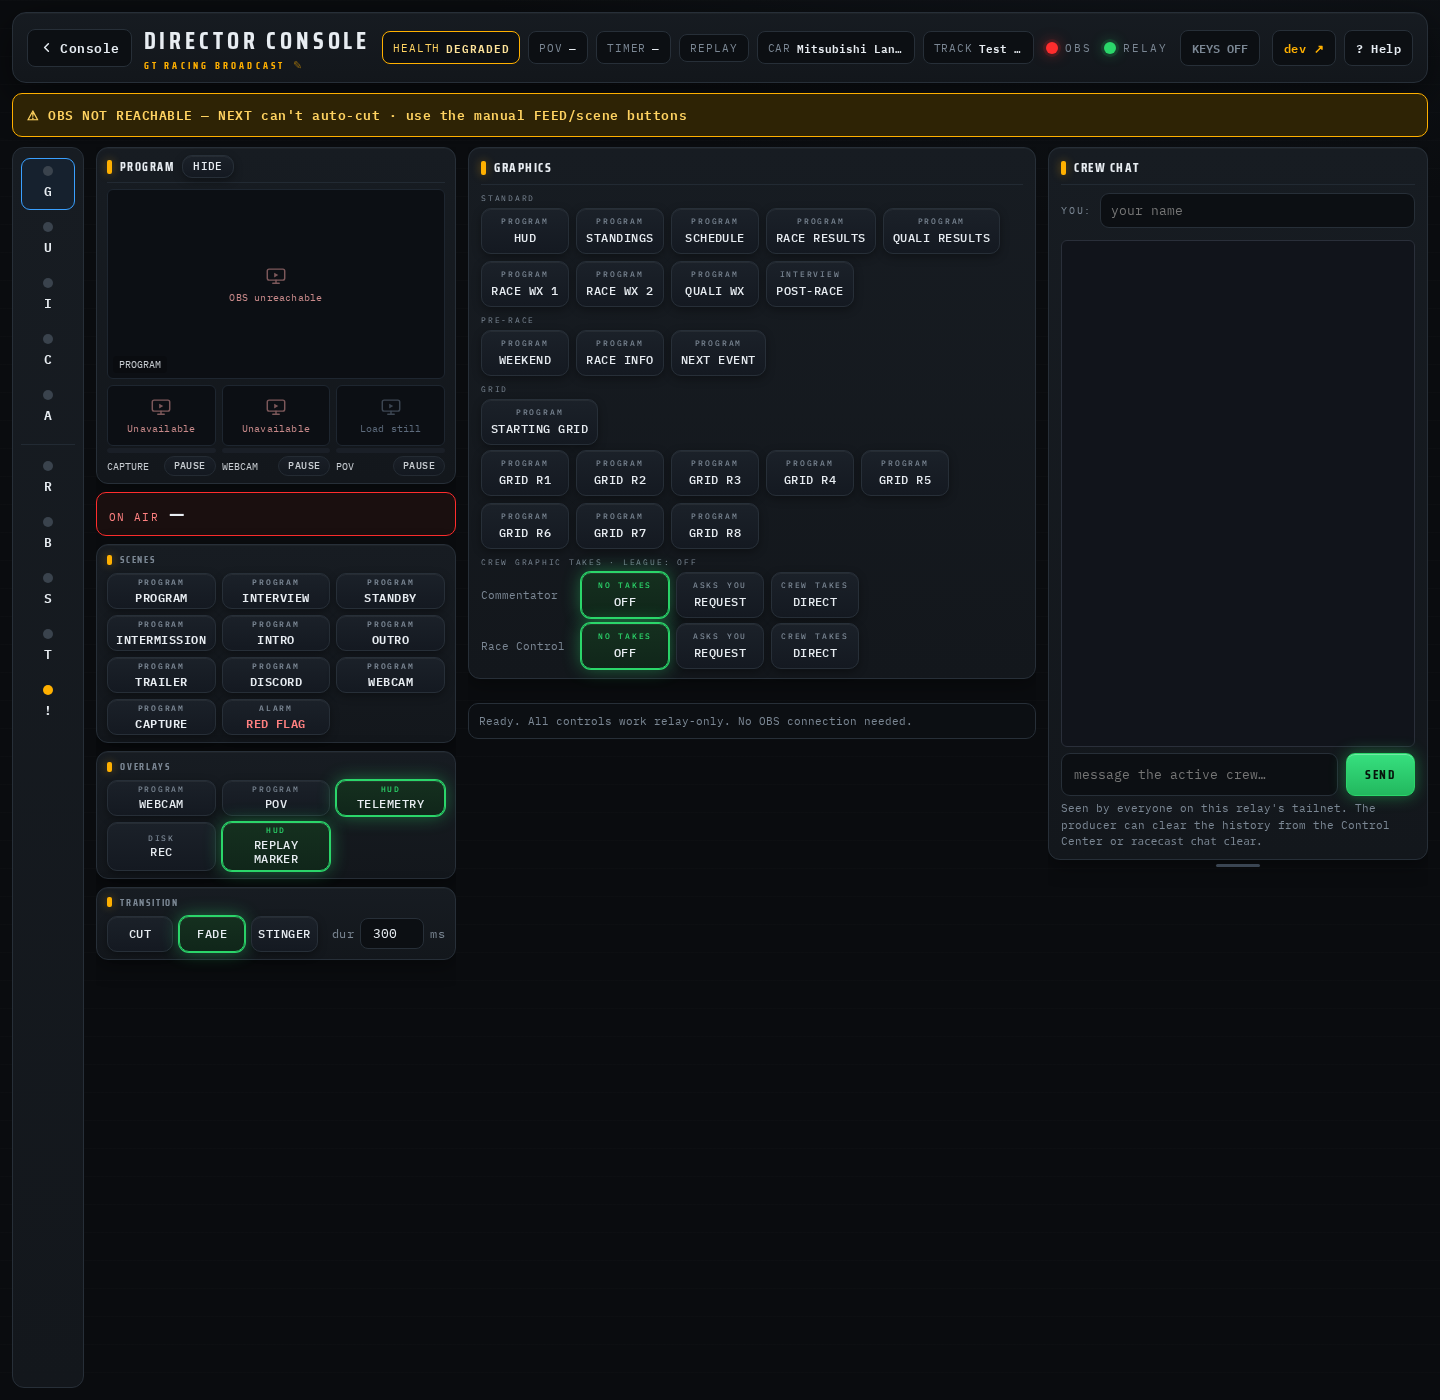 Console
DIRECTOR CONSOLE
GT RACING BROADCAST ✎
HEALTH DEGRADED
POV —
TIMER —
REPLAY
CAR Mitsubishi Lan…
TRACK Test …
OBS
RELAY
KEYS OFF
dev ↗
? Help
⚠ OBS NOT REACHABLE — NEXT can't auto-cut · use the manual FEED/scene buttons
G
U
I
C
A
R
B
S
T
!
PROGRAM
HIDE
OBS unreachable
PROGRAM
Unavailable
Unavailable
Load still
CAPTURE PAUSE
WEBCAM PAUSE
POV PAUSE
ON AIR —
SCENES
PROGRAM PROGRAM PROGRAM
PROGRAM INTERVIEW STANDBY
PROGRAM PROGRAM PROGRAM
INTERMISSION INTRO OUTRO
PROGRAM PROGRAM PROGRAM
TRAILER DISCORD WEBCAM
PROGRAM ALARM
CAPTURE RED FLAG
OVERLAYS
PROGRAM PROGRAM HUD
WEBCAM POV TELEMETRY
DISK HUD
REC REPLAY
MARKER
TRANSITION
CUT FADE STINGER dur 300 ms
GRAPHICS
STANDARD
PROGRAM PROGRAM PROGRAM PROGRAM PROGRAM
HUD STANDINGS SCHEDULE RACE RESULTS QUALI RESULTS
PROGRAM PROGRAM PROGRAM INTERVIEW
RACE WX 1 RACE WX 2 QUALI WX POST-RACE
PRE-RACE
PROGRAM PROGRAM PROGRAM
WEEKEND RACE INFO NEXT EVENT
GRID
PROGRAM
STARTING GRID
PROGRAM PROGRAM PROGRAM PROGRAM PROGRAM
GRID R1 GRID R2 GRID R3 GRID R4 GRID R5
PROGRAM PROGRAM PROGRAM
GRID R6 GRID R7 GRID R8
CREW GRAPHIC TAKES · LEAGUE: OFF
NO TAKES ASKS YOU CREW TAKES
Commentator OFF REQUEST DIRECT
NO TAKES ASKS YOU CREW TAKES
Race Control OFF REQUEST DIRECT
Ready. All controls work relay-only. No OBS connection needed.
CREW CHAT
YOU: your name
message the active crew…
SEND
Seen by everyone on this relay's tailnet. The
producer can clear the history from the Control
Center or racecast chat clear.